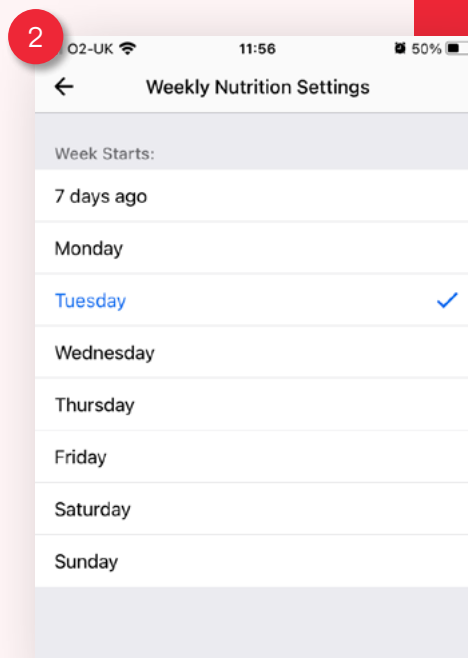 2
O2-UK 11:56 50%
Weekly Nutrition Settings
Week Starts:
7 days ago
Monday
Tuesday
Wednesday
Thursday
Friday
Saturday
Sunday